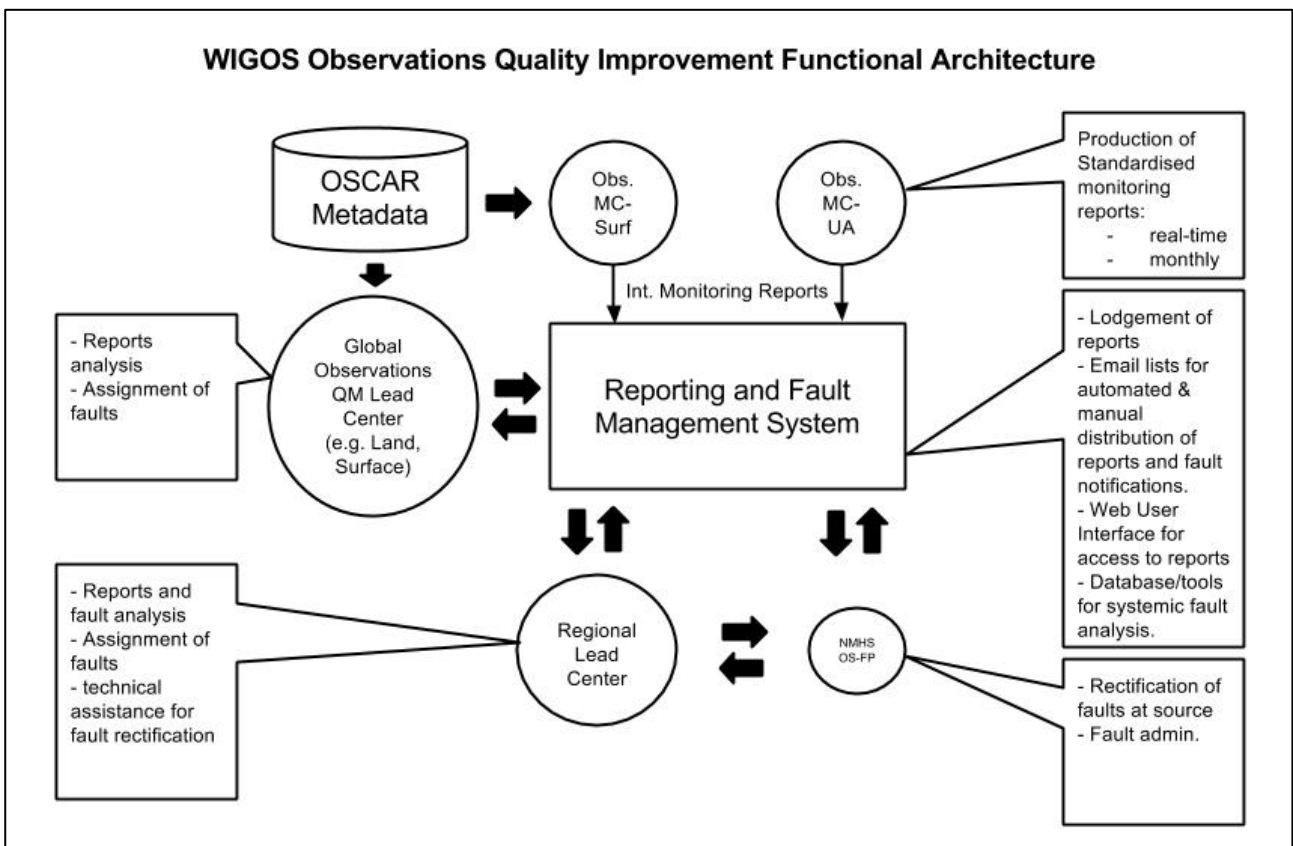 WIGOS Observations Quality Improvement Functional Architecture
OSCAR
Metadata
Obs.
MC-
Surf
Obs.
MC-
UA
Production of
Standardised
monitoring
reports:
- real-time
- monthly
Int. Monitoring Reports
- Reports
analysis
- Assignment of
faults
Global
Observations
QM Lead
Center
(e.g. Land,
Surface)
Reporting and Fault
Management System
- Lodgement of
reports
- Email lists for
automated &
manual
distribution of
reports and fault
notifications.
- Web User
Interface for
access to reports
- Database/tools
for systemic fault
analysis.
- Reports and
fault analysis
- Assignment of
faults
- technical
assistance for
fault rectification
Regional
Lead
Center
NMHS
OS-FP
- Rectification of
faults at source
- Fault admin.